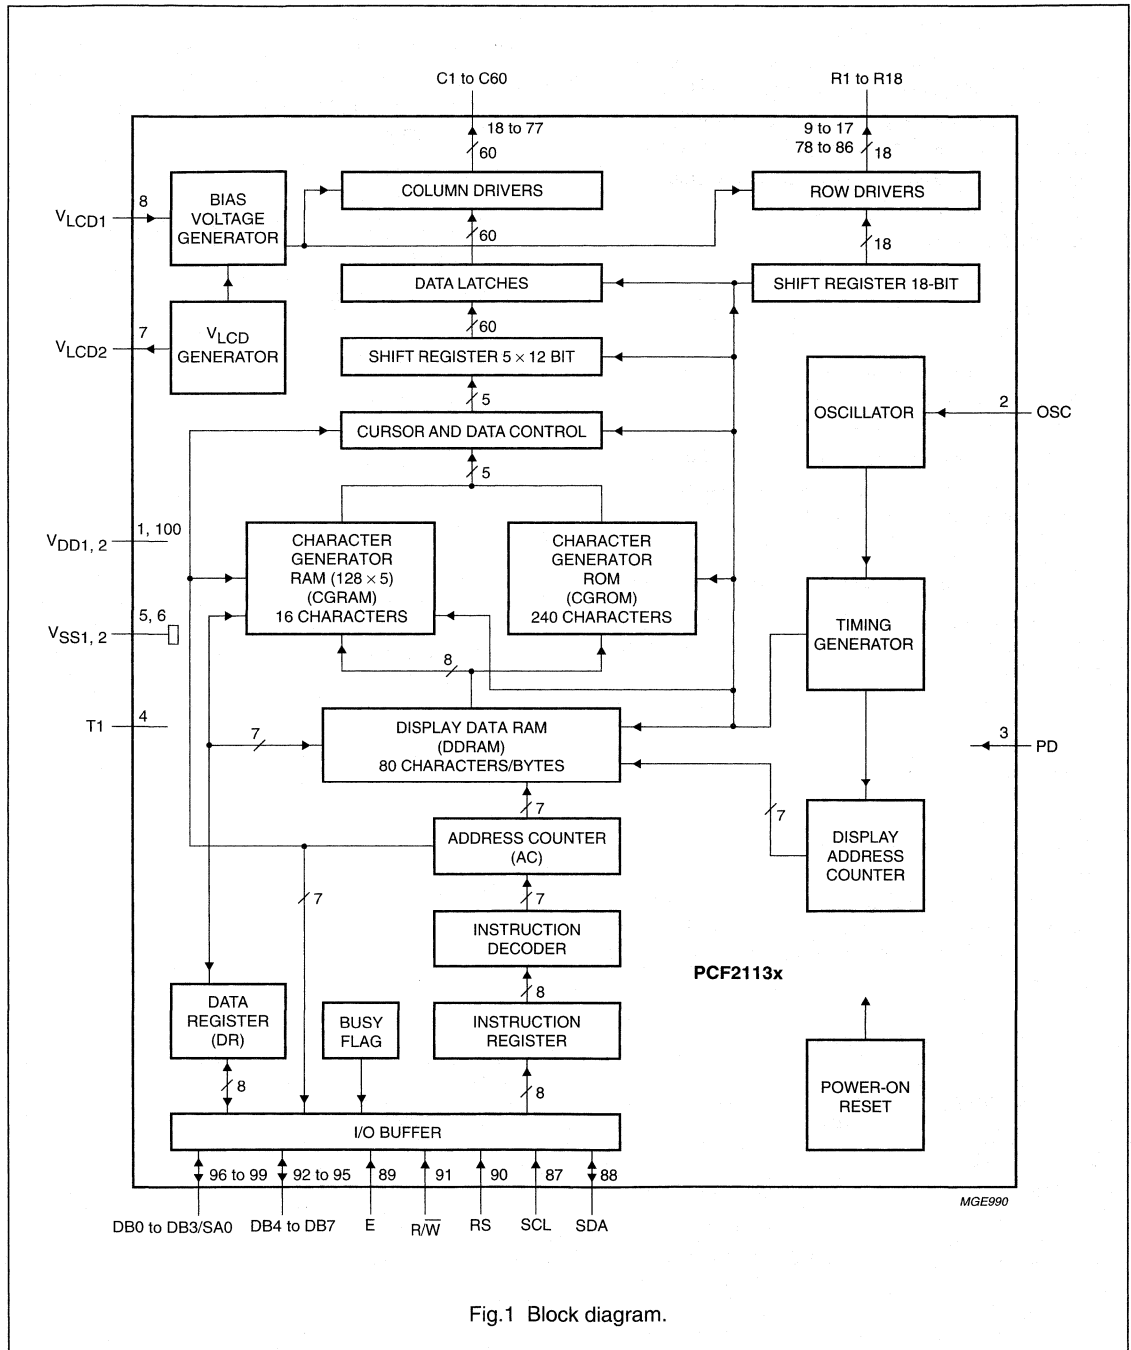 C1 to C60
R1 to R18
18 to 77
60
9 to 17
78 to 86
18
8
VLCD1
BIAS
VOLTAGE
GENERATOR
COLUMN DRIVERS
ROW DRIVERS
60
18
DATA LATCHES
SHIFT REGISTER 18-BIT
7
VLCD2
VLCD
GENERATOR
60
SHIFT REGISTER 5 × 12 BIT
5
OSCILLATOR
2
OSC
CURSOR AND DATA CONTROL
5
1, 100
VDD1, 2
CHARACTER
GENERATOR
RAM (128 × 5)
(CGRAM)
16 CHARACTERS
CHARACTER
GENERATOR
ROM
(CGROM)
240 CHARACTERS
5, 6
VSS1, 2
TIMING
GENERATOR
8
4
T1
7
DISPLAY DATA RAM
(DDRAM)
80 CHARACTERS/BYTES
3
PD
7
7
ADDRESS COUNTER
(AC)
DISPLAY
ADDRESS
COUNTER
7
7
INSTRUCTION
DECODER
PCF2113x
8
DATA
REGISTER
(DR)
BUSY
FLAG
INSTRUCTION
REGISTER
8
8
POWER-ON
RESET
I/O BUFFER
96 to 99
92 to 95
89
91
90
87
88
MGE990
DB0 to DB3/SA0
DB4 to DB7
E
R/W̅
RS
SCL
SDA
Fig.1 Block diagram.